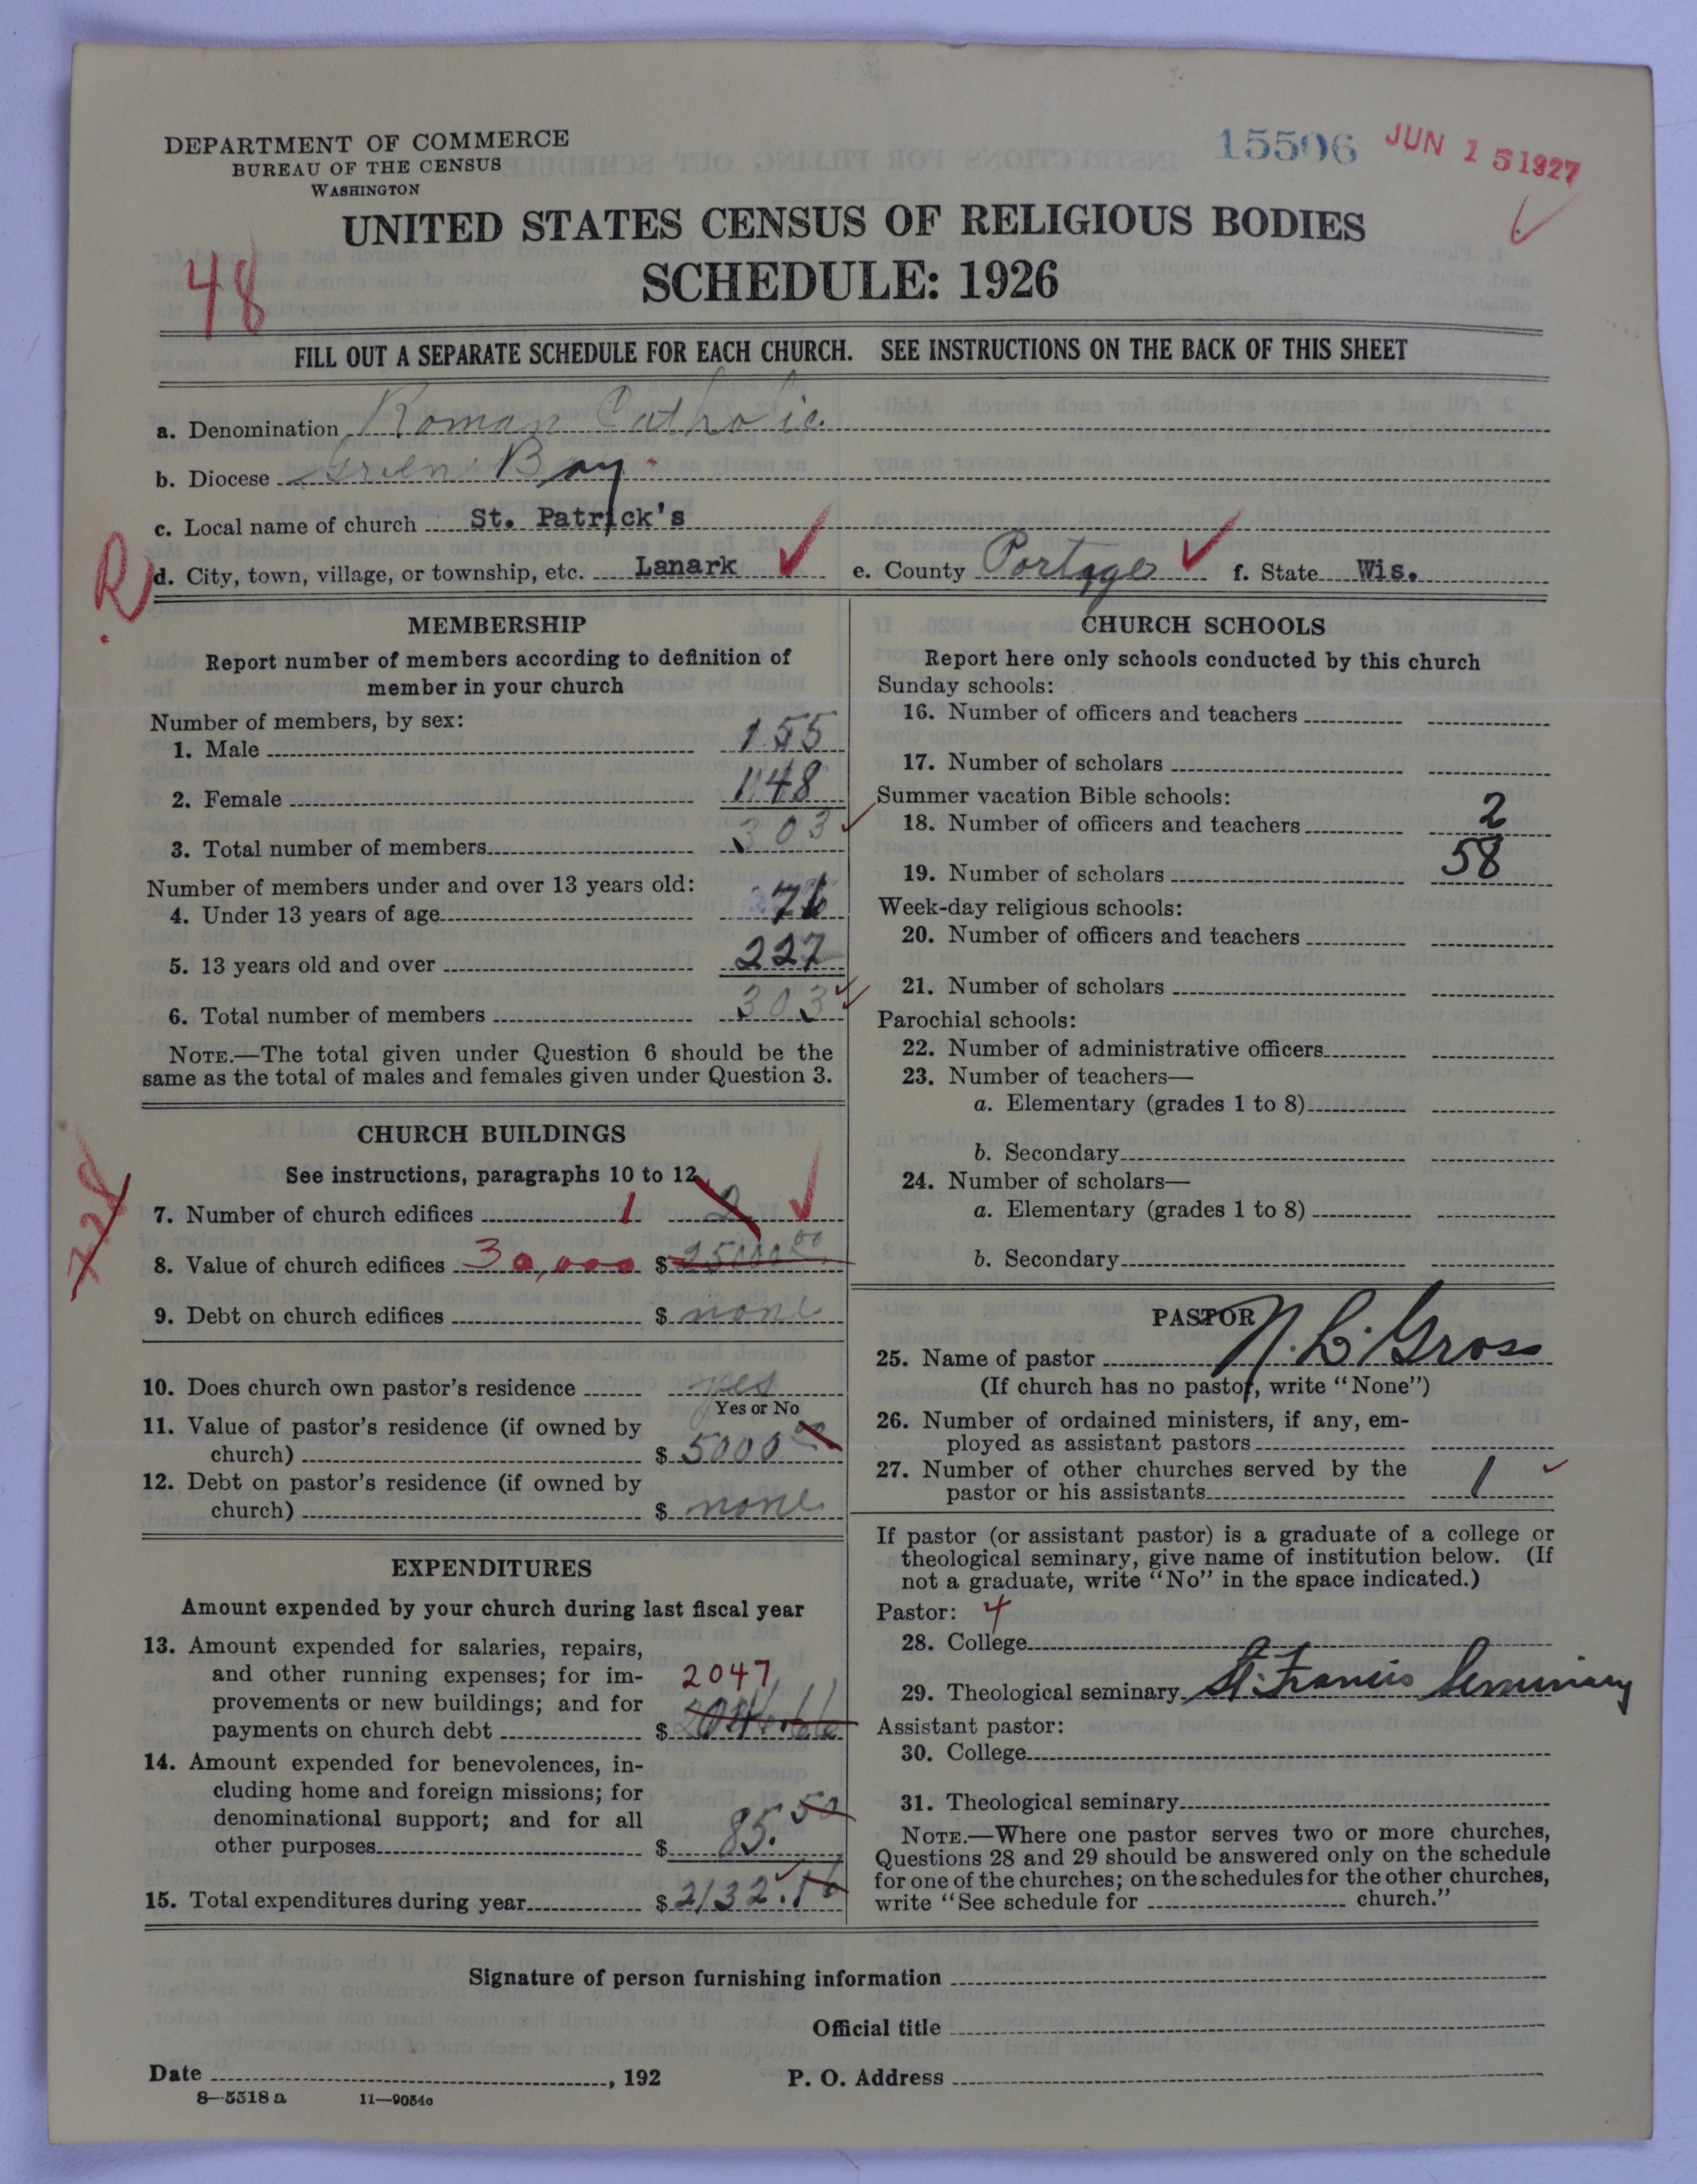 DEPARTMENT OF COMMERCE
BUREAU OF THE CENSUS
WASHINGTON
15506 JUN 15 1927
UNITED STATES CENSUS OF RELIGIOUS BODIES
SCHEDULE: 1926
48
FILL OUT A SEPARATE SCHEDULE FOR EACH CHURCH. SEE INSTRUCTIONS ON THE BACK OF THIS SHEET
a. Denomination Roman Catholic
b. Diocese Green Bay
c. Local name of church St. Patrick's
R d. City, town, village, or township, etc. Lanark e. County Portage f. State Wis.
MEMBERSHIP
Report number of members according to definition of
member in your church
Number of members, by sex:
1. Male 155
2. Female 148
3. Total number of members 303
Number of members under and over 13 years old:
4. Under 13 years of age 76
5. 13 years old and over 227
6. Total number of members 303
NOTE.—The total given under Question 6 should be the
same as the total of males and females given under Question 3.
CHURCH BUILDINGS
See instructions, paragraphs 10 to 12
7. Number of church edifices 1 2
8. Value of church edifices 30,000 $ 25000 00
9. Debt on church edifices $ none
10. Does church own pastor's residence yes
Yes or No
11. Value of pastor's residence (if owned by
church) $ 5000 00
12. Debt on pastor's residence (if owned by
church) $ none
EXPENDITURES
Amount expended by your church during last fiscal year
13. Amount expended for salaries, repairs,
and other running expenses; for im-
provements or new buildings; and for
payments on church debt 2047 $ 2046.66
14. Amount expended for benevolences, in-
cluding home and foreign missions; for
denominational support; and for all
other purposes $ 85.50
15. Total expenditures during year $ 2132.16
CHURCH SCHOOLS
Report here only schools conducted by this church
Sunday schools:
16. Number of officers and teachers
17. Number of scholars
Summer vacation Bible schools:
18. Number of officers and teachers 2
19. Number of scholars 58
Week-day religious schools:
20. Number of officers and teachers
21. Number of scholars
Parochial schools:
22. Number of administrative officers
23. Number of teachers—
a. Elementary (grades 1 to 8)
b. Secondary
24. Number of scholars—
a. Elementary (grades 1 to 8)
b. Secondary
PASTOR
25. Name of pastor N. L. Gross
(If church has no pastor, write "None")
26. Number of ordained ministers, if any, em-
ployed as assistant pastors
27. Number of other churches served by the
pastor or his assistants 1
If pastor (or assistant pastor) is a graduate of a college or
theological seminary, give name of institution below. (If
not a graduate, write "No" in the space indicated.)
Pastor: 4
28. College
29. Theological seminary St. Francis Seminary
Assistant pastor:
30. College
31. Theological seminary
NOTE.—Where one pastor serves two or more churches,
Questions 28 and 29 should be answered only on the schedule
for one of the churches; on the schedules for the other churches,
write "See schedule for church."
Signature of person furnishing information
Official title
Date , 192 P. O. Address
8—5518 a 11—9054c